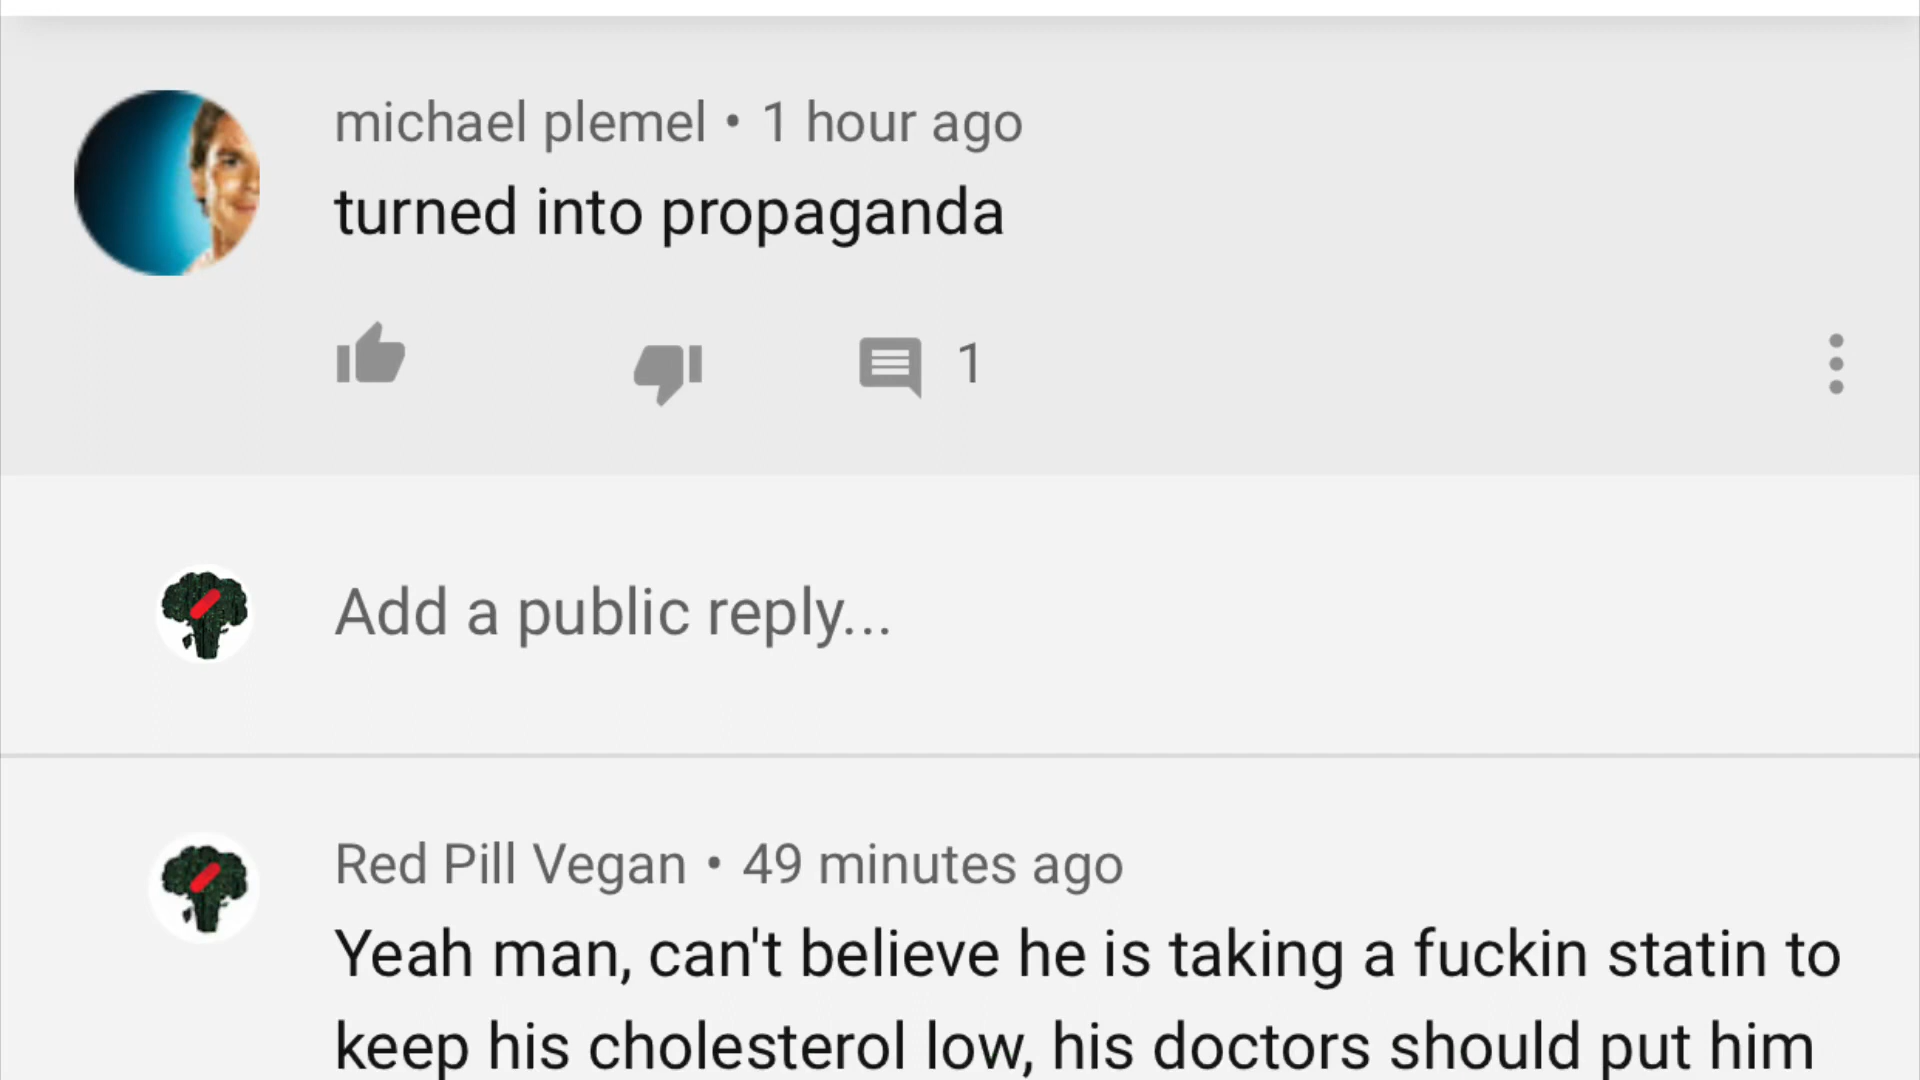 michael plemel • 1 hour ago
turned into propaganda
1
Add a public reply...
Red Pill Vegan • 49 minutes ago
Yeah man, can't believe he is taking a fuckin statin to
keep his cholesterol low, his doctors should put him